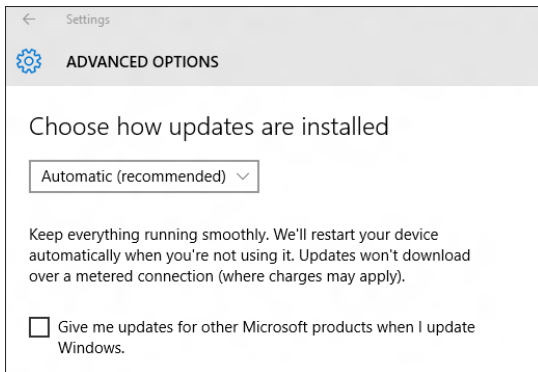 Settings
ADVANCED OPTIONS
Choose how updates are installed
Automatic (recommended)
Keep everything running smoothly. We'll restart your device
automatically when you're not using it. Updates won't download
over a metered connection (where charges may apply).
Give me updates for other Microsoft products when I update
Windows.